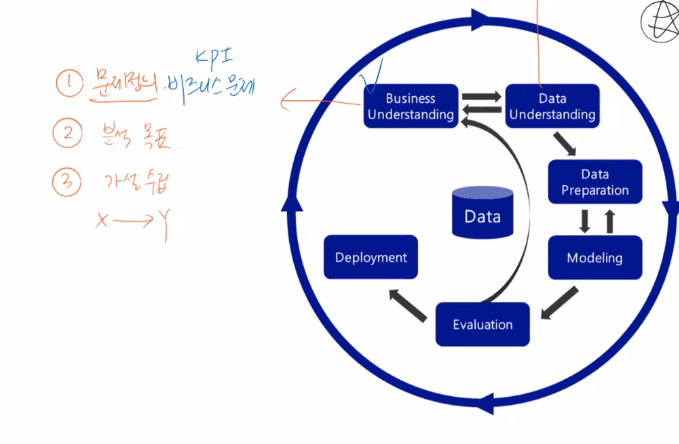 KPI
① 문제정의. 비즈니스 문제
② 분석 목표
③ 가설 수립
X → Y
Business
Understanding
Data
Understanding
Data
Preparation
Data
Deployment
Modeling
Evaluation